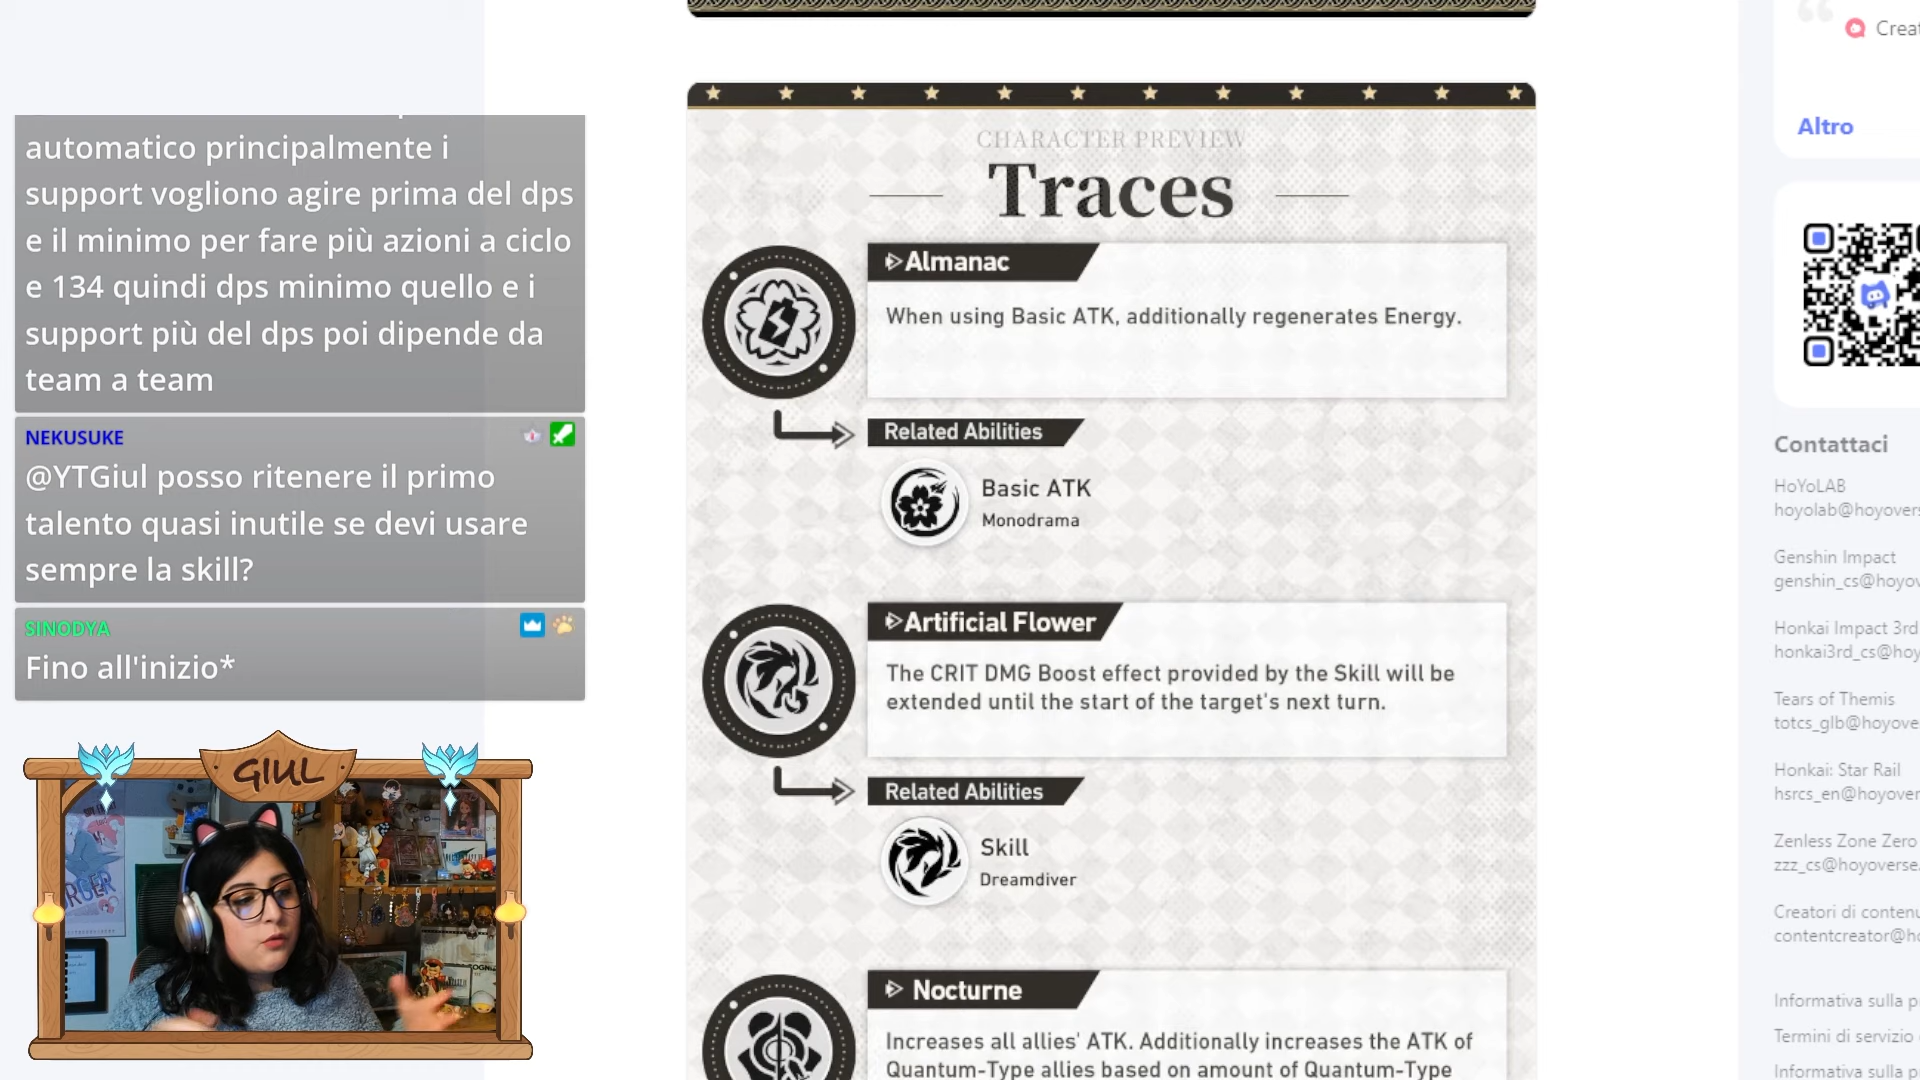 automatico principalmente i
support vogliono agire prima del dps
e il minimo per fare più azioni a ciclo
e 134 quindi dps minimo quello e i
support più del dps poi dipende da
team a team
NEKUSUKE
@YTGiul posso ritenere il primo
talento quasi inutile se devi usare
sempre la skill?
SINODYA
Fino all'inizio*
GIUL
CHARACTER PREVIEW
Traces
Almanac
When using Basic ATK, additionally regenerates Energy.
Related Abilities
Basic ATK
Monodrama
Artificial Flower
The CRIT DMG Boost effect provided by the Skill will be
extended until the start of the target's next turn.
Related Abilities
Skill
Dreamdiver
Nocturne
Increases all allies' ATK. Additionally increases the ATK of
Quantum-Type allies based on amount of Quantum-Type
Altro
Contattaci
HoYoLAB
Genshin Impact
Honkai Impact 3rd
Tears of Themis
Honkai: Star Rail
Zenless Zone Zero
Creatori di
Informativa sulla
Termini di servizio
Informativa sulla